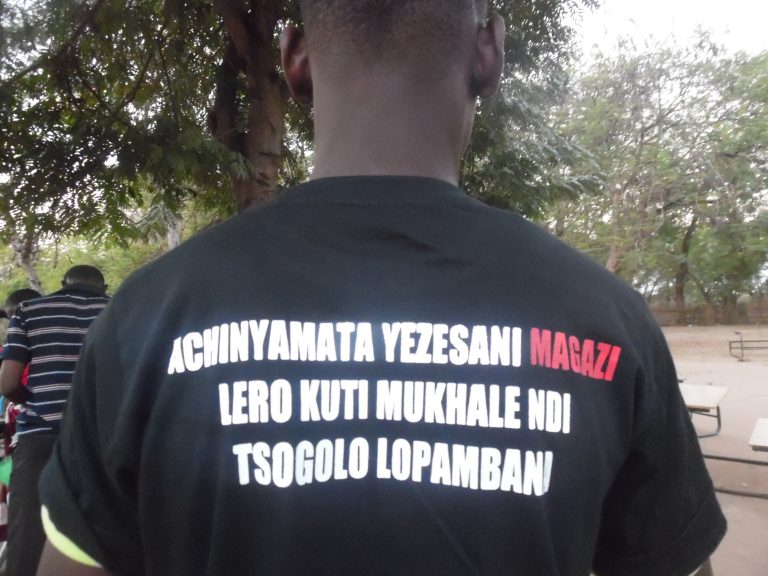 ACHINYAMATA YEZESANI MAGAZI
LERO KUTI MUKHALE NDI
TSOGOLO LOPAMBANI